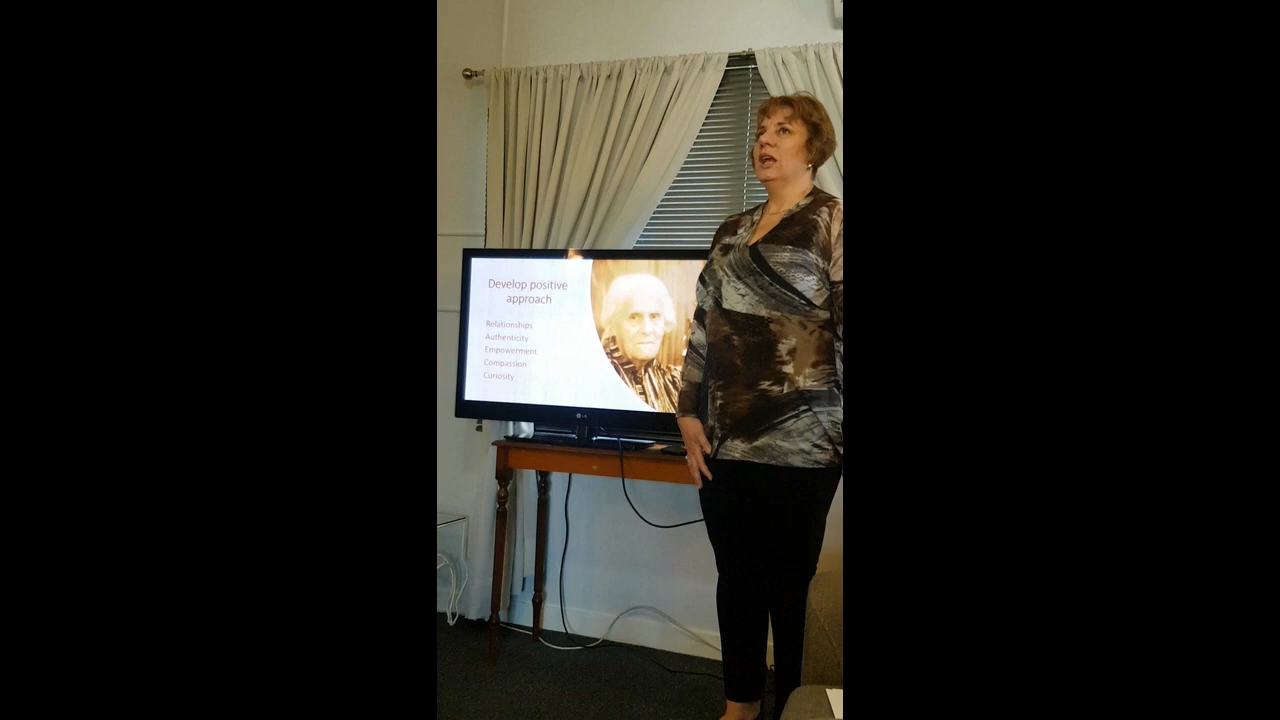 Develop positive
approach
Relationships
Authenticity
Empowerment
Compassion
Curiosity
LG